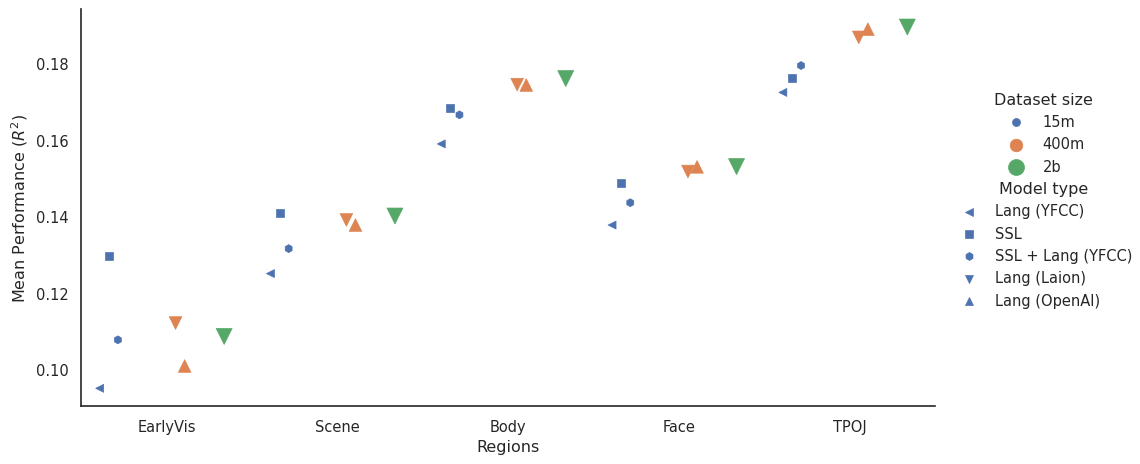 Mean Performance (R²)
0.18
0.16
0.14
0.12
0.10
EarlyVis
Scene
Body
Face
TPOJ
Regions
Dataset size
15m
400m
2b
Model type
Lang (YFCC)
SSL
SSL + Lang (YFCC)
Lang (Laion)
Lang (OpenAI)